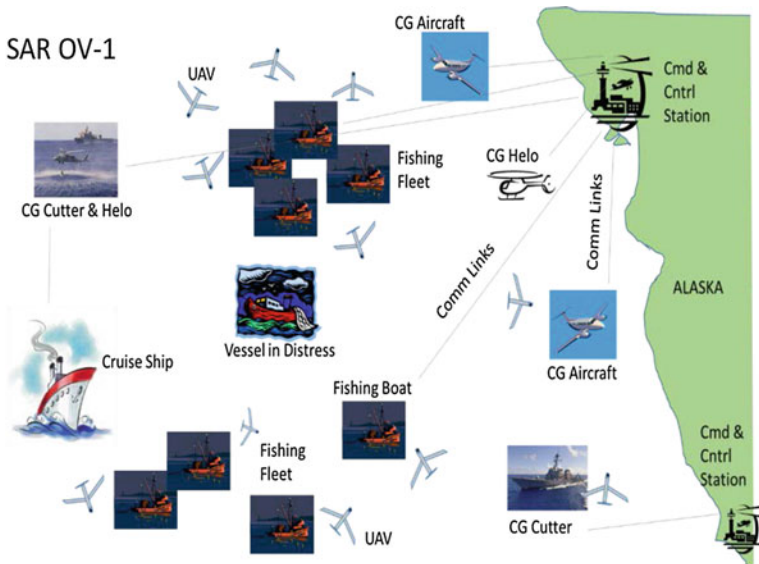 SAR OV-1
UAV
CG Aircraft
Cmd &
Cntrl
Station
Fishing
Fleet
CG Helo
CG Cutter & Helo
Comm Links
Comm Links
ALASKA
Vessel in Distress
Cruise Ship
CG Aircraft
Fishing Boat
Fishing
Fleet
Cmd &
Cntrl
Station
UAV
CG Cutter